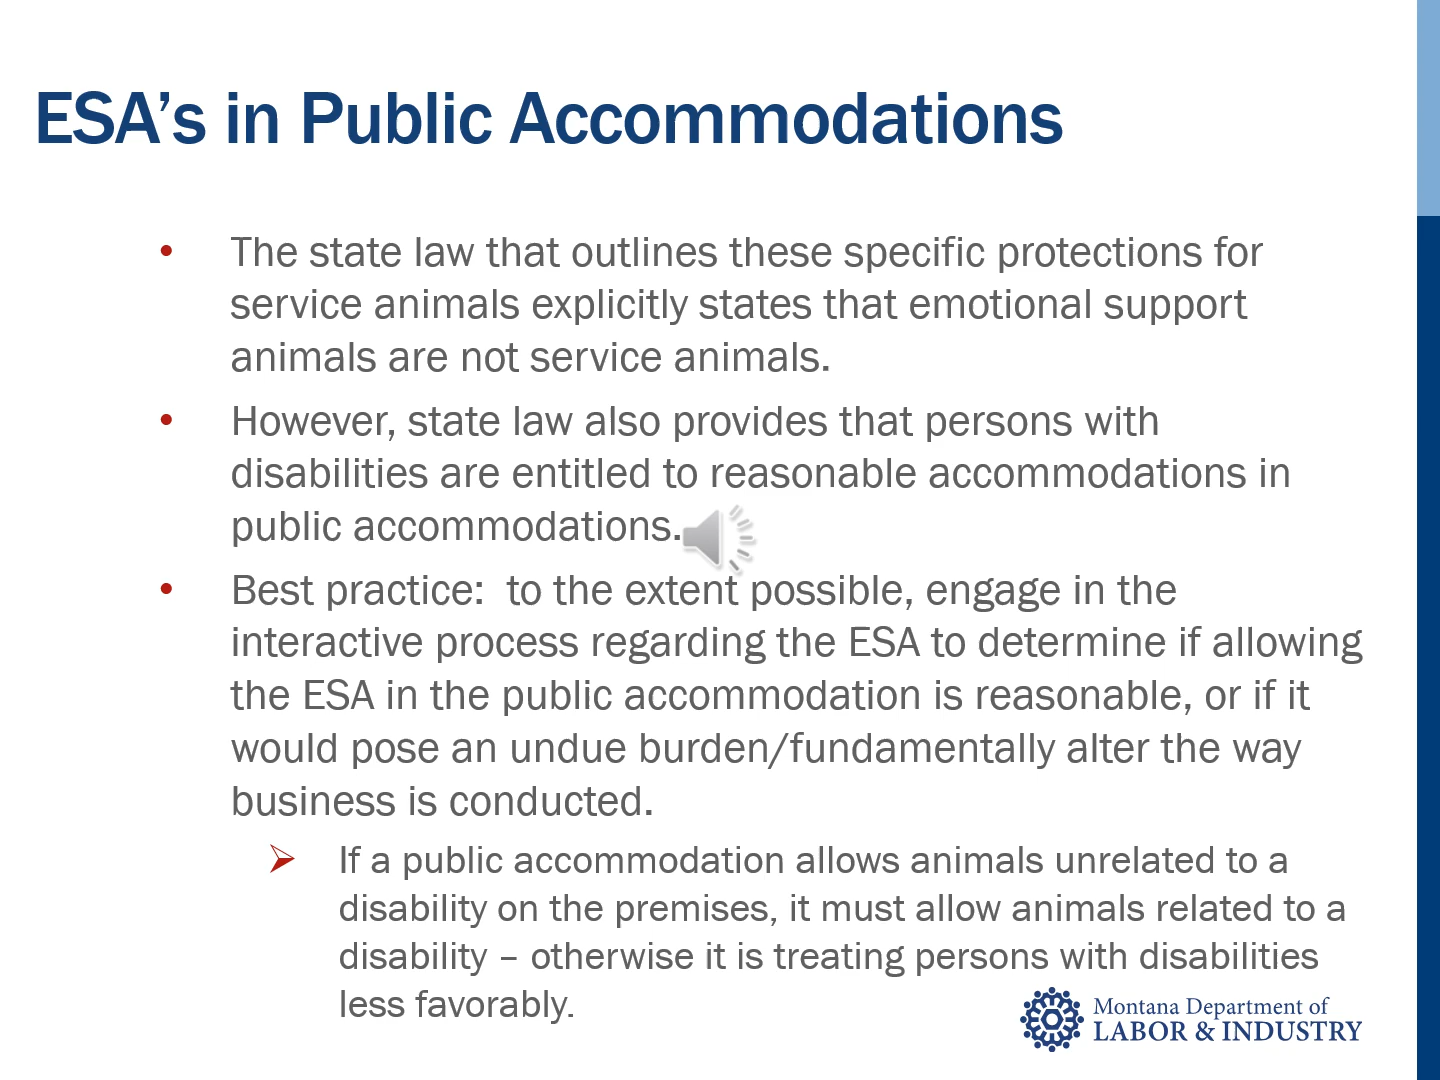 ESA’s in Public Accommodations
• The state law that outlines these specific protections for
service animals explicitly states that emotional support
animals are not service animals.
• However, state law also provides that persons with
disabilities are entitled to reasonable accommodations in
public accommodations.
• Best practice:  to the extent possible, engage in the
interactive process regarding the ESA to determine if allowing
the ESA in the public accommodation is reasonable, or if it
would pose an undue burden/fundamentally alter the way
business is conducted.
➢ If a public accommodation allows animals unrelated to a
disability on the premises, it must allow animals related to a
disability – otherwise it is treating persons with disabilities
less favorably.
Montana Department of
LABOR & INDUSTRY